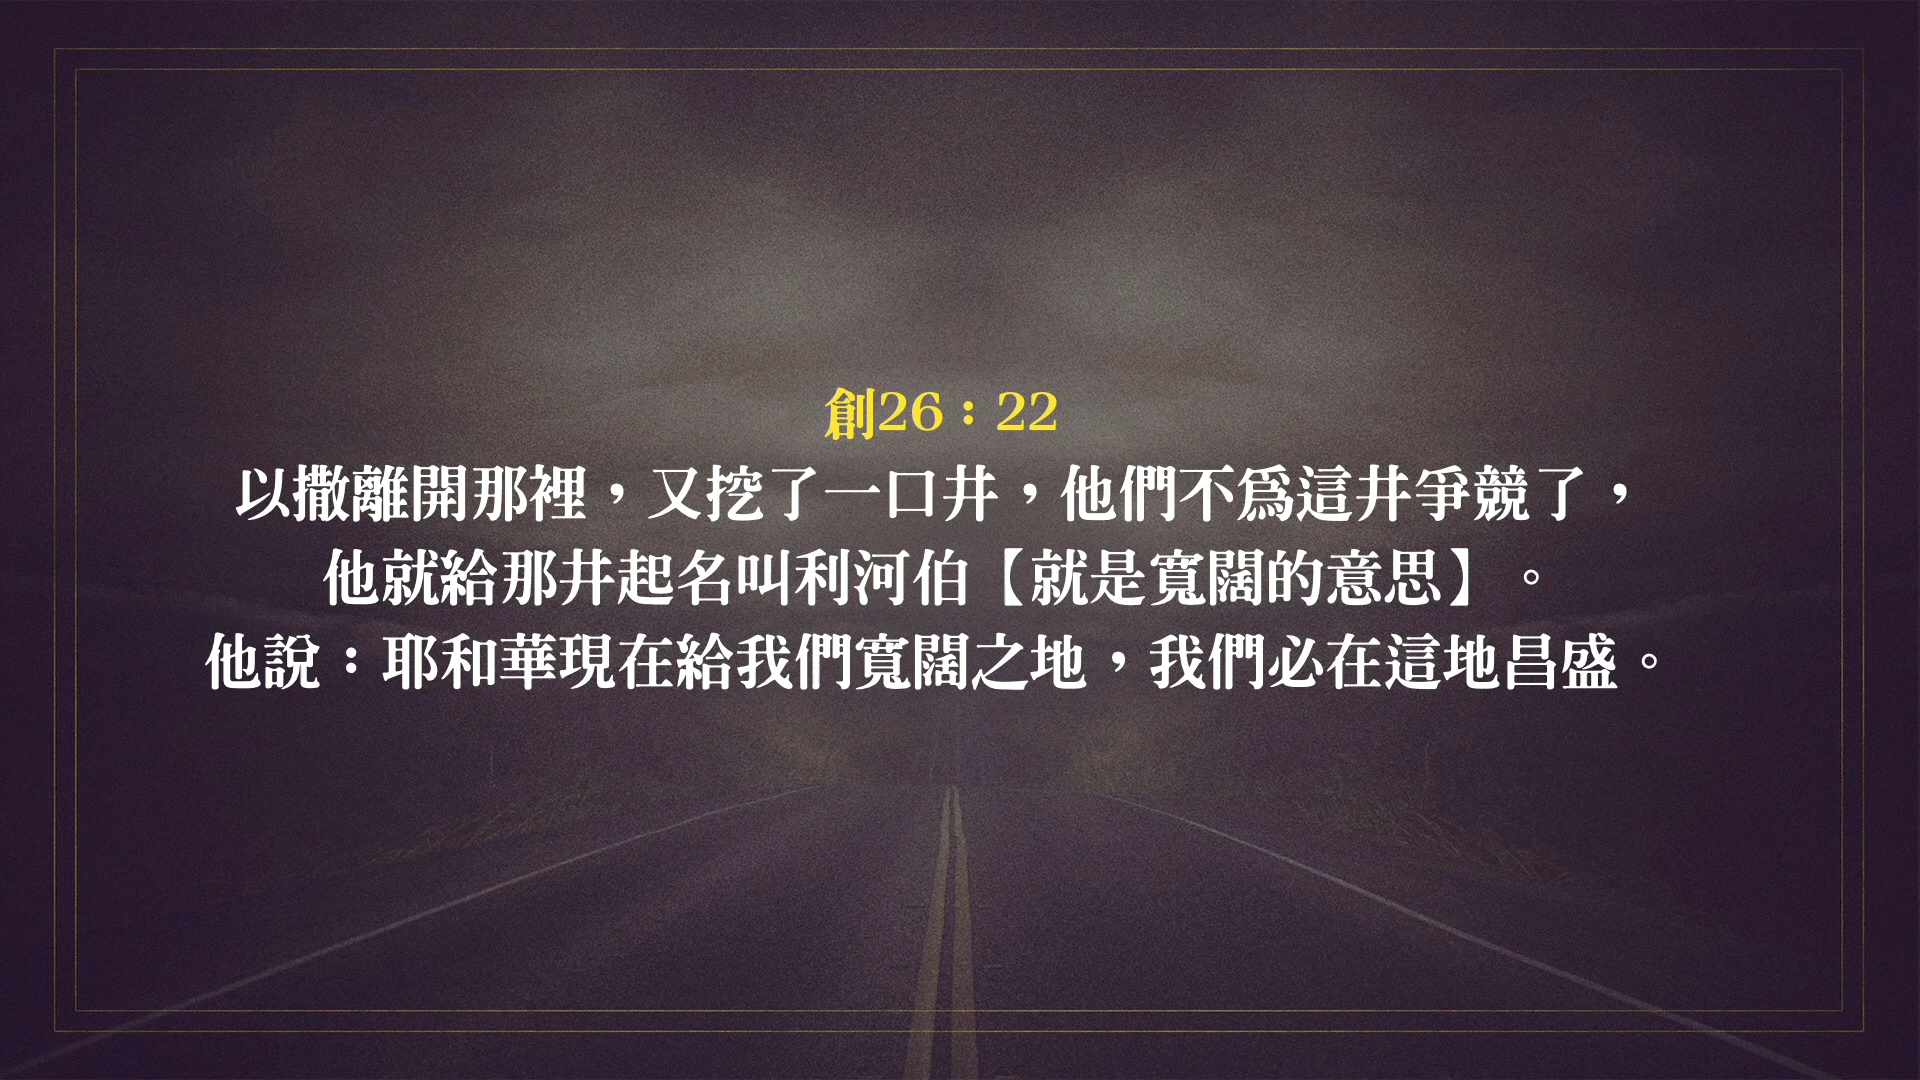 創26：22
以撒離開那裡，又挖了一口井，他們不爲這井爭競了，
他就給那井起名叫利河伯【就是寬闊的意思】。
他說：耶和華現在給我們寬闊之地，我們必在這地昌盛。